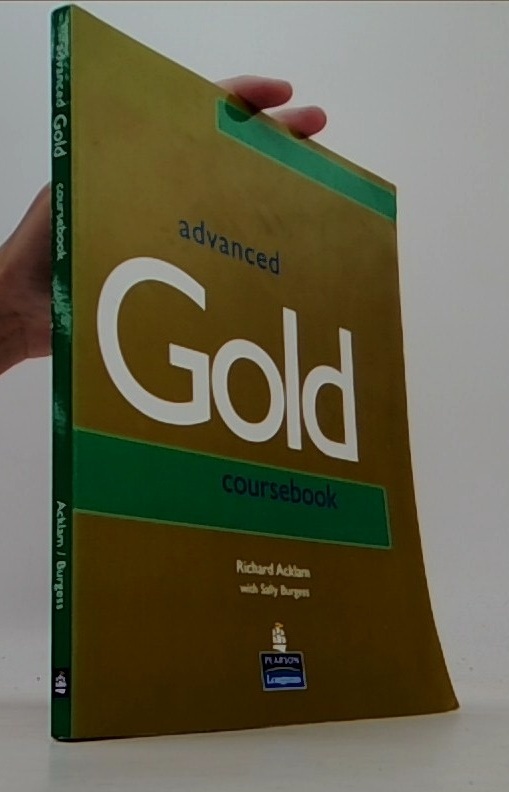 advanced Gold coursebook
Acklam / Burgess
advanced
Gold
coursebook
Richard Acklam
with Sally Burgess
PEARSON
Longman